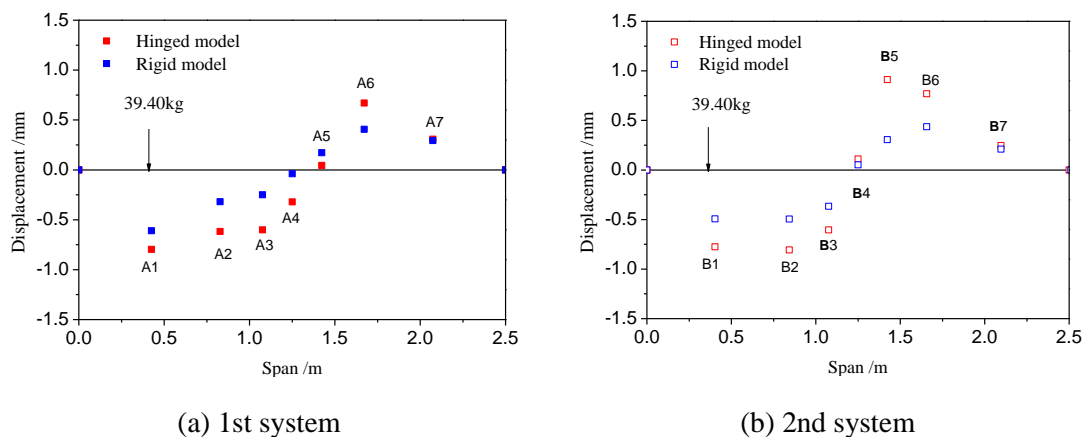 1.5
1.0
0.5
0.0
-0.5
-1.0
-1.5
Displacement /mm
Hinged model
Rigid model
39.40kg
A1
A2
A3
A4
A5
A6
A7
0.0 0.5 1.0 1.5 2.0 2.5
Span /m
(a) 1st system
1.5
1.0
0.5
0.0
-0.5
-1.0
-1.5
Displacement /mm
Hinged model
Rigid model
39.40kg
B1
B2
B3
B4
B5
B6
B7
0.0 0.5 1.0 1.5 2.0 2.5
Span /m
(b) 2nd system